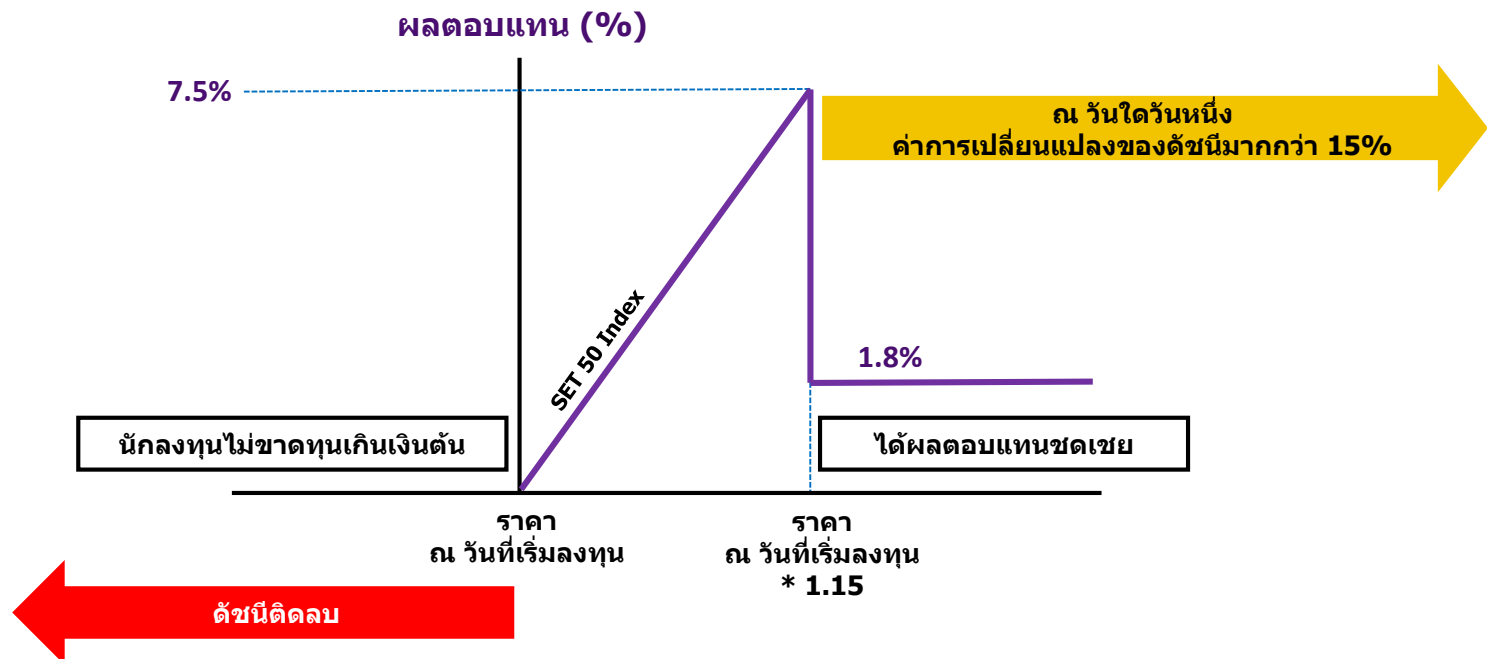 ผลตอบแทน (%)
7.5%
ณ วันใดวันหนึ่ง
ค่าการเปลี่ยนแปลงของดัชนีมากกว่า 15%
SET 50 Index
1.8%
นักลงทุนไม่ขาดทุนเกินเงินต้น
ได้ผลตอบแทนชดเชย
ราคา
ณ วันที่เริ่มลงทุน
ราคา
ณ วันที่เริ่มลงทุน
* 1.15
ดัชนีติดลบ